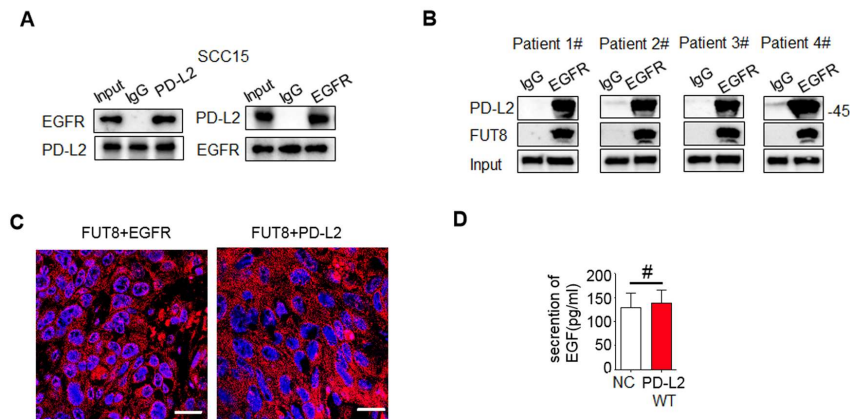 A
SCC15
Input IgG PD-L2
EGFR
PD-L2
Input IgG EGFR
PD-L2
EGFR
B
Patient 1# Patient 2# Patient 3# Patient 4#
IgG EGFR IgG EGFR IgG EGFR IgG EGFR
PD-L2
-45
FUT8
Input
C
FUT8+EGFR FUT8+PD-L2
D
secrention of
EGF(pg/ml)
200
150
100
50
0
#
NC PD-L2
WT